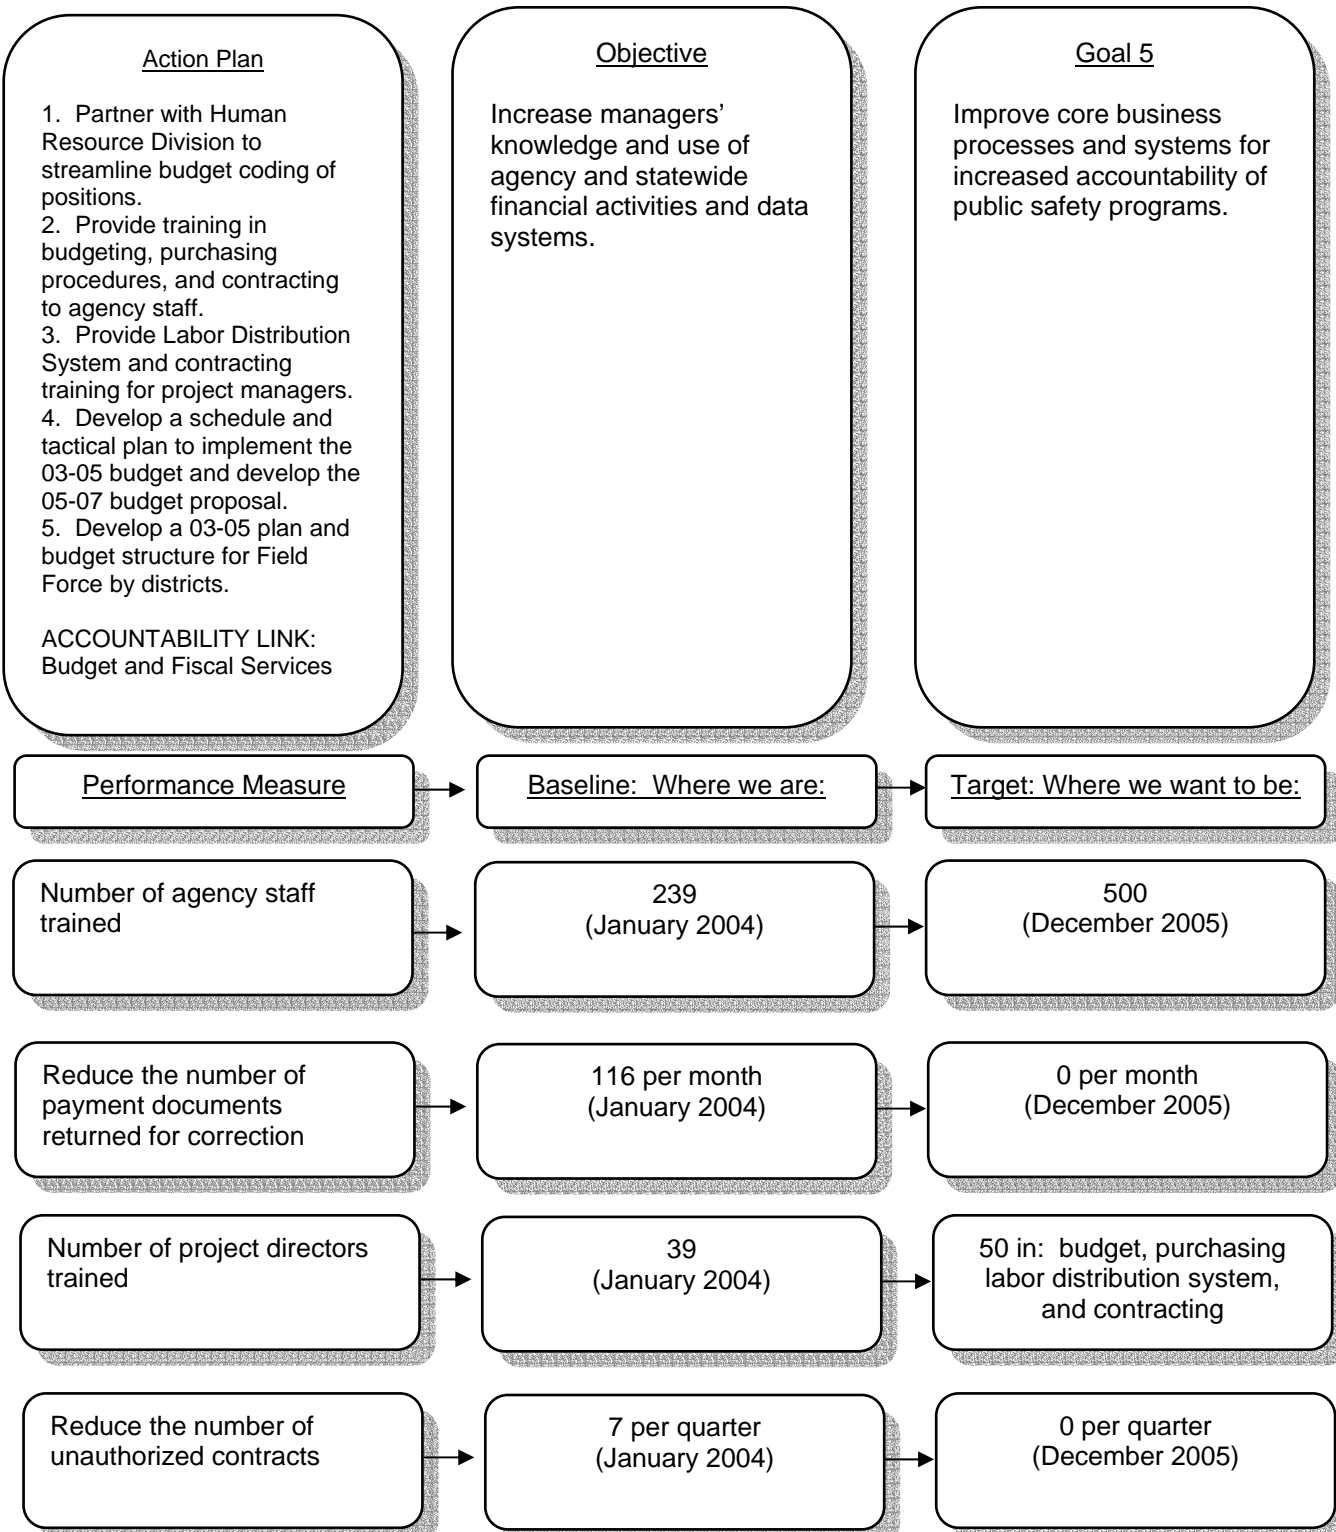 Action Plan
1. Partner with Human
Resource Division to
streamline budget coding of
positions.
2. Provide training in
budgeting, purchasing
procedures, and contracting
to agency staff.
3. Provide Labor Distribution
System and contracting
training for project managers.
4. Develop a schedule and
tactical plan to implement the
03-05 budget and develop the
05-07 budget proposal.
5. Develop a 03-05 plan and
budget structure for Field
Force by districts.
ACCOUNTABILITY LINK:
Budget and Fiscal Services
Objective
Increase managers’
knowledge and use of
agency and statewide
financial activities and data
systems.
Goal 5
Improve core business
processes and systems for
increased accountability of
public safety programs.
Performance Measure
Baseline: Where we are:
Target: Where we want to be:
Number of agency staff
trained
239
(January 2004)
500
(December 2005)
Reduce the number of
payment documents
returned for correction
116 per month
(January 2004)
0 per month
(December 2005)
Number of project directors
trained
39
(January 2004)
50 in: budget, purchasing
labor distribution system,
and contracting
Reduce the number of
unauthorized contracts
7 per quarter
(January 2004)
0 per quarter
(December 2005)